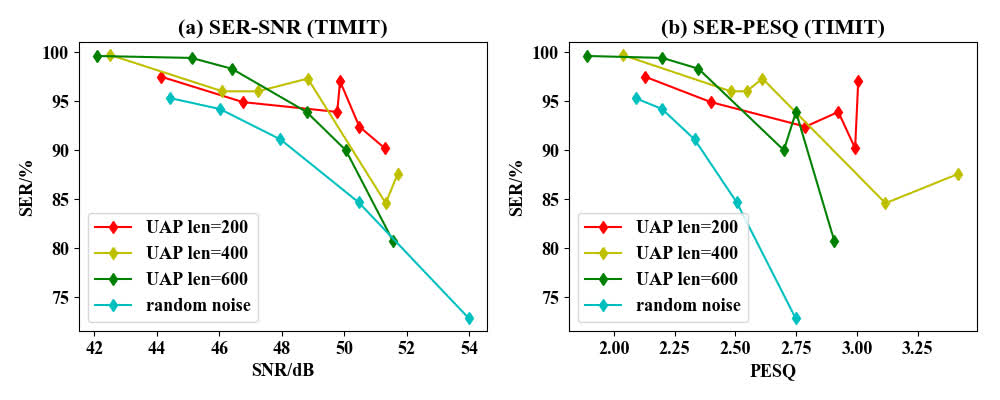 (a) SER-SNR (TIMIT)
SER/%
100
95
90
85
80
75
UAP len=200
UAP len=400
UAP len=600
random noise
42 44 46 48 50 52 54
SNR/dB
(b) SER-PESQ (TIMIT)
SER/%
100
95
90
85
80
75
UAP len=200
UAP len=400
UAP len=600
random noise
2.00 2.25 2.50 2.75 3.00 3.25
PESQ